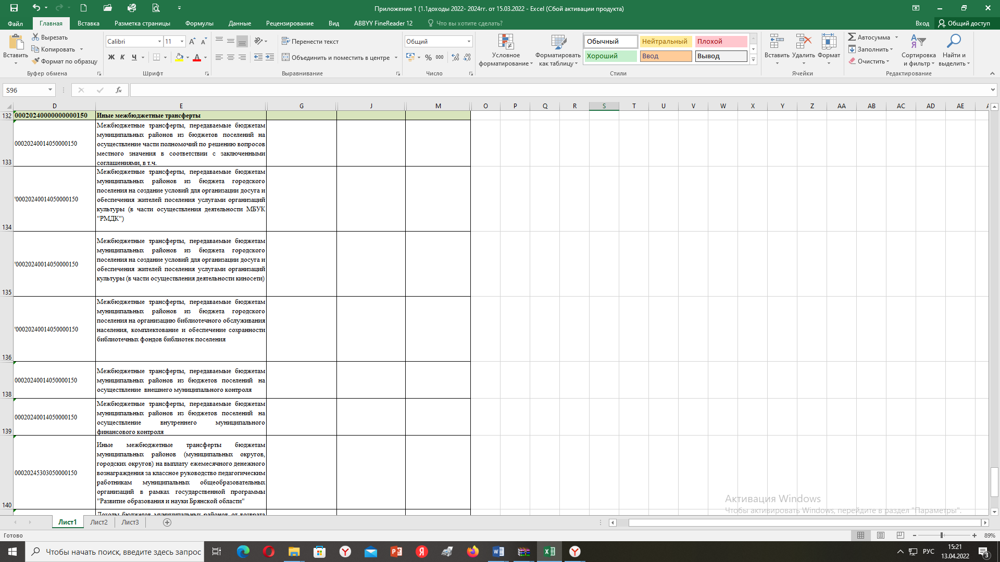 Приложение 1 (1.1доходы 2022- 2024гг. от 15.03.2022 - Excel (Сбой активации продукта)
Файл Главная Вставка Разметка страницы Формулы Данные Рецензирование Вид ABBYY FineReader 12 Что вы хотите сделать? Вход Общий доступ
Вставить
Вырезать
Копировать
Формат по образцу
Буфер обмена
Calibri 11
Ж К Ч
Шрифт
Перенести текст
Объединить и поместить в центре
Выравнивание
Общий
% 000
Число
Условное форматирование
Форматировать как таблицу
Обычный Нейтральный Плохой
Хороший Ввод Вывод
Стили
Вставить Удалить Формат
Ячейки
Автосумма
Заполнить
Очистить
Сортировка и фильтр
Найти и выделить
Редактирование
S96
fx
D E G J M O P Q R S T U V W X Y Z AA AB AC AD AE
132 00020240000000000150 Иные межбюджетные трансферты
133 00020240014050000150
Межбюджетные трансферты, передаваемые бюджетам
муниципальных районов из бюджетов поселений на
осуществление части полномочий по решению вопросов
местного значения в соответствии с заключенными
соглашениями, в т.ч.
134 '00020240014050000150
Межбюджетные трансферты, передаваемые бюджетам
муниципальных районов из бюджета городского
поселения на создание условий для организации досуга и
обеспечения жителей поселения услугами организаций
культуры (в части осуществления деятельности МБУК
"РМДК")
135 '00020240014050000150
Межбюджетные трансферты, передаваемые бюджетам
муниципальных районов из бюджета городского
поселения на создание условий для организации досуга и
обеспечения жителей поселения услугами организаций
культуры (в части осуществления деятельности киносети)
136 '00020240014050000150
Межбюджетные трансферты, передаваемые бюджетам
муниципальных районов из бюджета городского
поселения на организацию библиотечного обслуживания
населения, комплектование и обеспечение сохранности
библиотечных фондов библиотек поселения
138 00020240014050000150
Межбюджетные трансферты, передаваемые бюджетам
муниципальных районов из бюджетов поселений на
осуществление внешнего муниципального контроля
139 00020240014050000150
Межбюджетные трансферты, передаваемые бюджетам
муниципальных районов из бюджетов поселений на
осуществление внутреннего муниципального
финансового контроля
140 00020245303050000150
Иные межбюджетные трансферты бюджетам
муниципальных районов (муниципальных округов,
городских округов) на выплату ежемесячного денежного
вознаграждения за классное руководство педагогическим
работникам муниципальных общеобразовательных
организаций в рамках государственной программы
"Развитие образования и науки Брянской области"
Доходы бюджетов муниципальных районов от возврата
Активация Windows
Чтобы активировать Windows, перейдите в раздел "Параметры".
Лист1 Лист2 Лист3
Готово
89%
Чтобы начать поиск, введите здесь запрос
РУС
15:21
13.04.2022
3